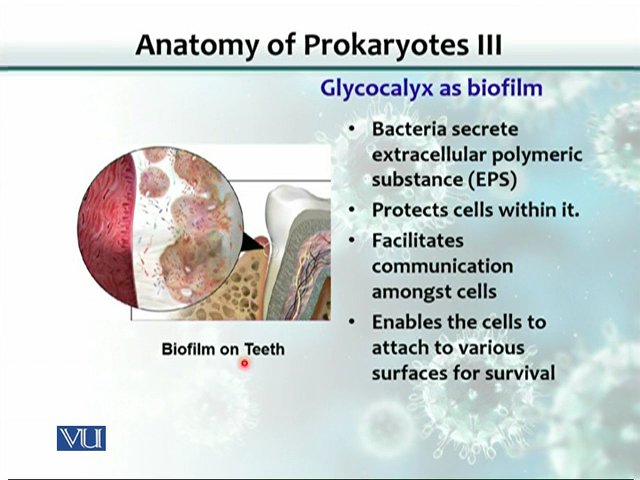 Anatomy of Prokaryotes III
Glycocalyx as biofilm
• Bacteria secrete
extracellular polymeric
substance (EPS)
• Protects cells within it.
• Facilitates
communication
amongst cells
• Enables the cells to
attach to various
surfaces for survival
Biofilm on Teeth
VU